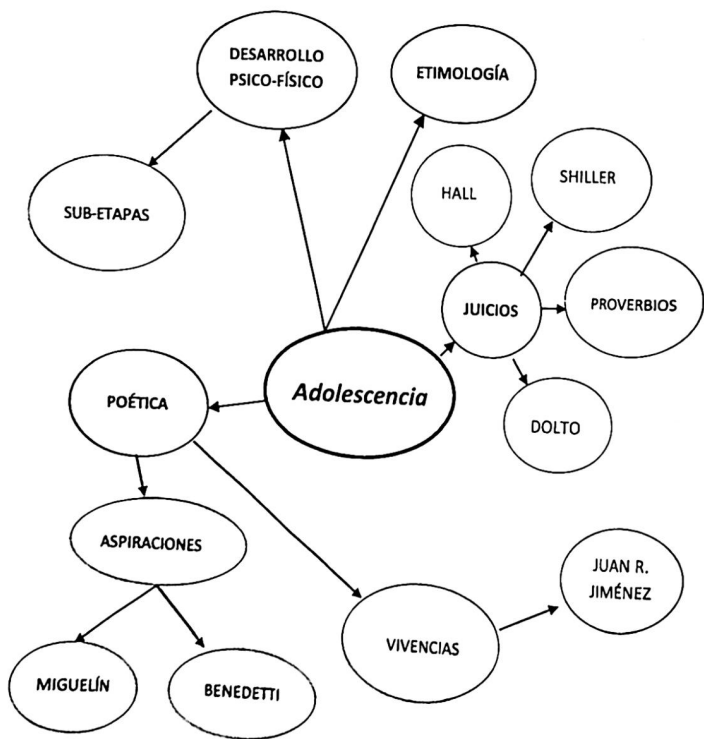 DESARROLLO
PSICO-FÍSICO
ETIMOLOGÍA
SUB-ETAPAS
HALL
SHILLER
JUICIOS
PROVERBIOS
DOLTO
Adolescencia
POÉTICA
ASPIRACIONES
MIGUELÍN
BENEDETTI
VIVENCIAS
JUAN R.
JIMÉNEZ